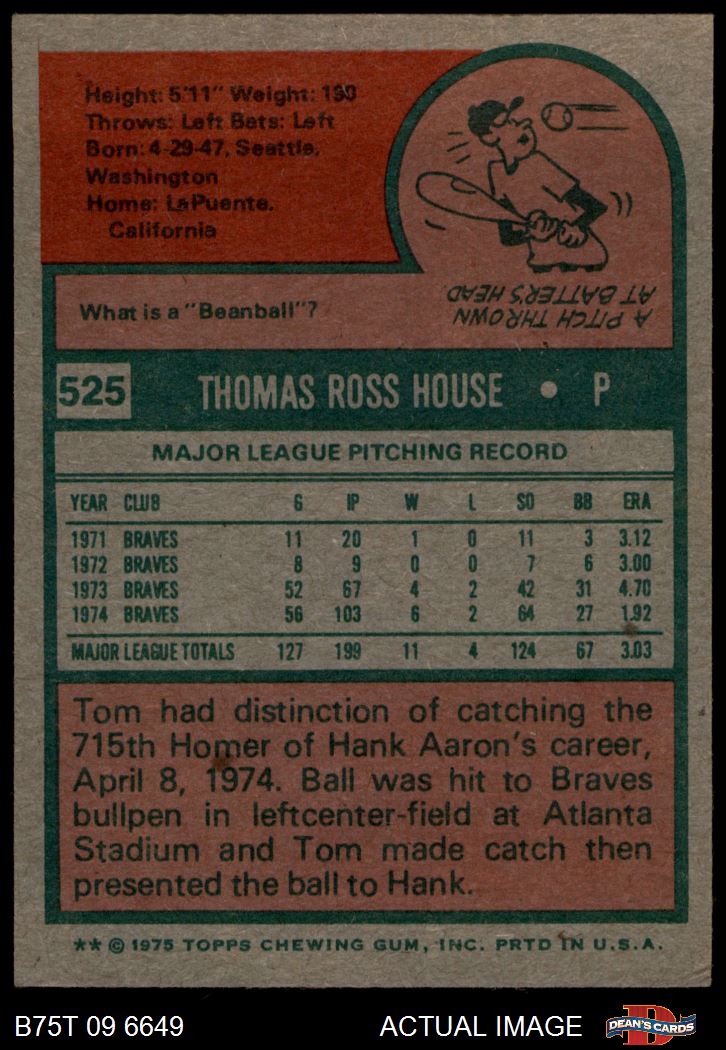 Height: 5'11" Weight: 190
Throws: Left Bats: Left
Born: 4-29-47, Seattle,
Washington
Home: LaPuente,
California
What is a "Beanball"?
A PITCH THROWN
AT BATTER'S HEAD.
525 THOMAS ROSS HOUSE • P
MAJOR LEAGUE PITCHING RECORD
YEAR CLUB G IP W L SO BB ERA
1971 BRAVES 11 20 1 0 11 3 3.12
1972 BRAVES 8 9 0 0 7 6 3.00
1973 BRAVES 52 67 4 2 42 31 4.70
1974 BRAVES 56 103 6 2 64 27 1.92
MAJOR LEAGUE TOTALS 127 199 11 4 124 67 3.03
Tom had distinction of catching the
715th Homer of Hank Aaron's career,
April 8, 1974. Ball was hit to Braves
bullpen in leftcenter-field at Atlanta
Stadium and Tom made catch then
presented the ball to Hank.
** © 1975 TOPPS CHEWING GUM, INC. PRTD IN U.S.A.
B75T 09 6649 ACTUAL IMAGE DEAN'S CARDS